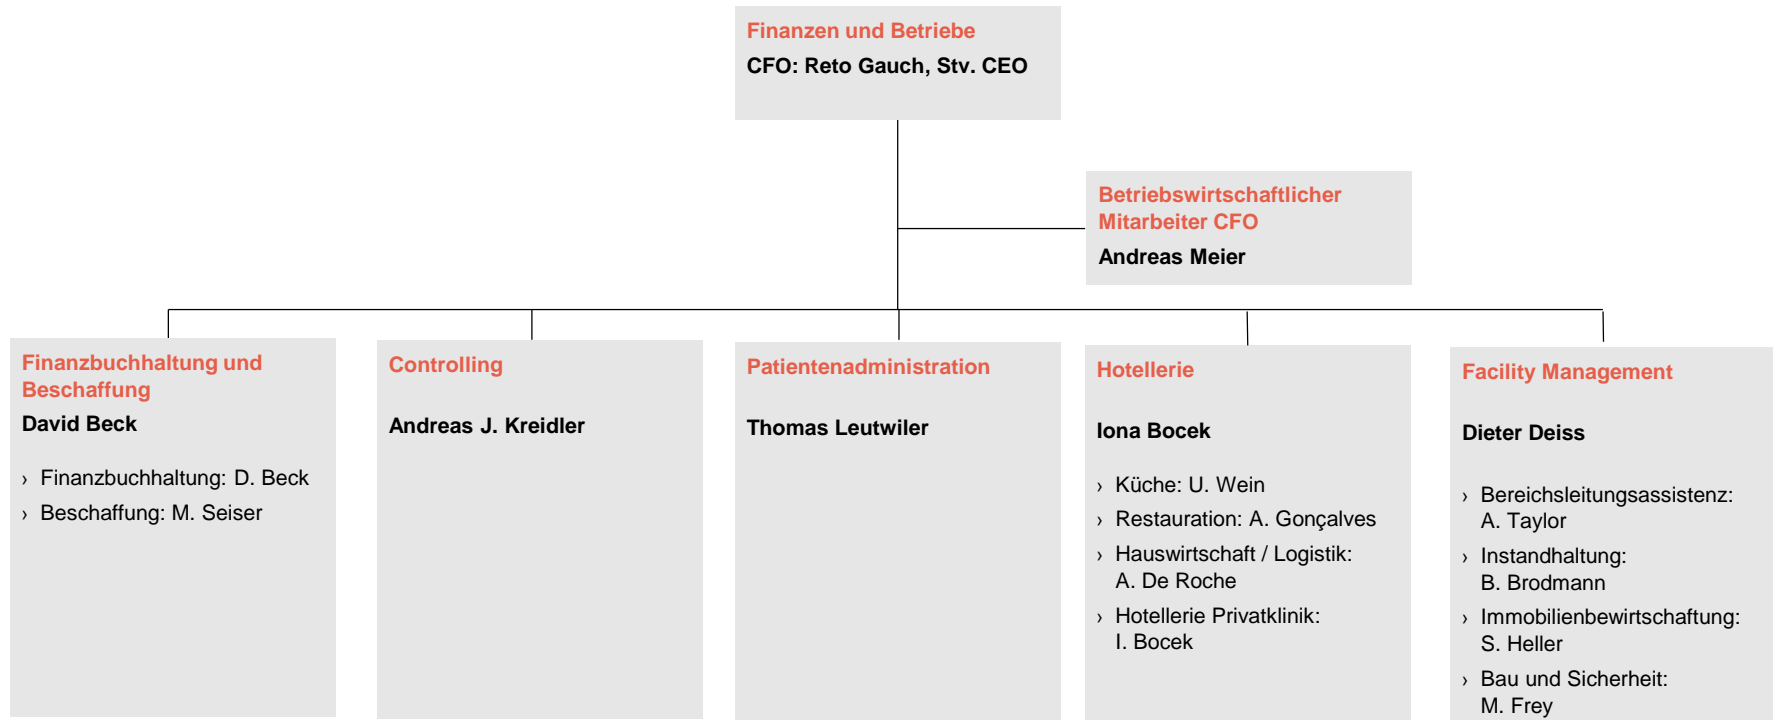 Finanzen und Betriebe
CFO: Reto Gauch, Stv. CEO
Betriebswirtschaftlicher
Mitarbeiter CFO
Andreas Meier
Finanzbuchhaltung und
Beschaffung
David Beck
› Finanzbuchhaltung: D. Beck
› Beschaffung: M. Seiser
Controlling
Andreas J. Kreidler
Patientenadministration
Thomas Leutwiler
Hotellerie
Iona Bocek
› Küche: U. Wein
› Restauration: A. Gonçalves
› Hauswirtschaft / Logistik:
A. De Roche
› Hotellerie Privatklinik:
I. Bocek
Facility Management
Dieter Deiss
› Bereichsleitungsassistenz:
A. Taylor
› Instandhaltung:
B. Brodmann
› Immobilienbewirtschaftung:
S. Heller
› Bau und Sicherheit:
M. Frey